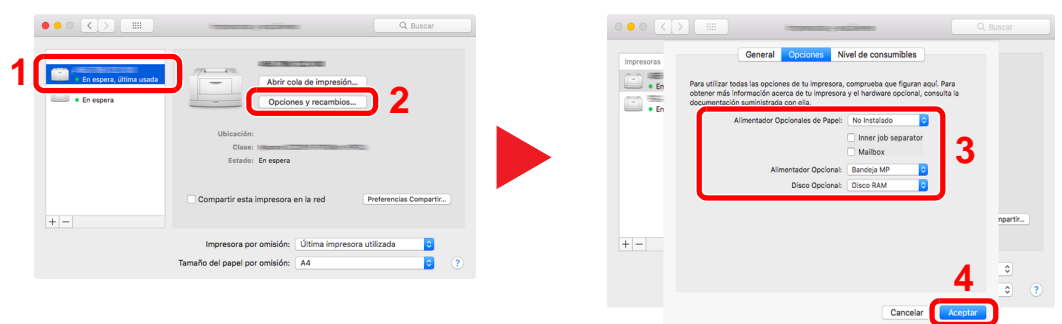 Buscar
1
En espera, última usada
En espera
Abrir cola de impresión...
Opciones y recambios...
2
Ubicación:
Clase:
Estado: En espera
Compartir esta impresora en la red
Preferencias Compartir...
+ −
Impresora por omisión: Última impresora utilizada
Tamaño del papel por omisión: A4
?
Buscar
Impresoras
En
En
General Opciones Nivel de consumibles
Para utilizar todas las opciones de tu impresora, comprueba que figuran aquí. Para
obtener más información acerca de tu impresora y el hardware opcional, consulta la
documentación suministrada con ella.
Alimentador Opcionales de Papel: No Instalado
Inner job separator
Mailbox
3
Alimentador Opcional: Bandeja MP
Disco Opcional: Disco RAM
mpartir...
+ −
4
?
Cancelar Aceptar